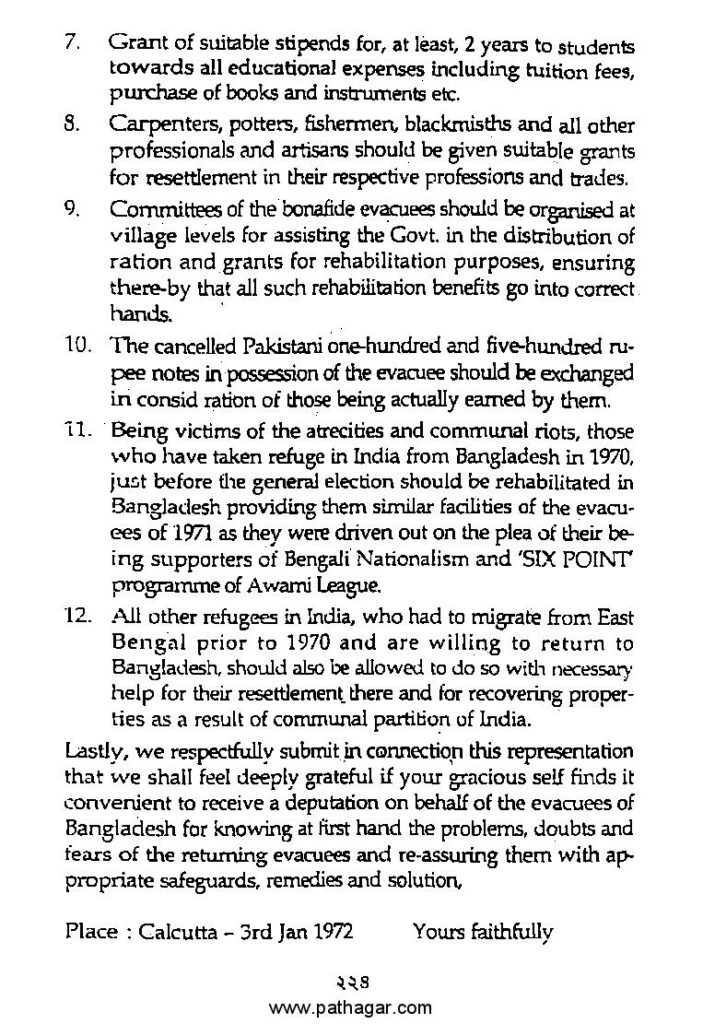 7. Grant of suitable stipends for, at least, 2 years to students
towards all educational expenses including tuition fees,
purchase of books and instruments etc.
8. Carpenters, potters, fishermen, blackmisths and all other
professionals and artisans should be given suitable grants
for resettlement in their respective professions and trades.
9. Committees of the bonafide evacuees should be organised at
village levels for assisting the Govt. in the distribution of
ration and grants for rehabilitation purposes, ensuring
there-by that all such rehabilitation benefits go into correct
hands.
10. The cancelled Pakistani one-hundred and five-hundred ru-
pee notes in possession of the evacuee should be exchanged
in consid ration of those being actually earned by them.
11. Being victims of the atrecities and communal riots, those
who have taken refuge in India from Bangladesh in 1970,
just before the general election should be rehabilitated in
Bangladesh providing them similar facilities of the evacu-
ees of 1971 as they were driven out on the plea of their be-
ing supporters of Bengali Nationalism and ‘SIX POINT’
programme of Awami League.
12. All other refugees in India, who had to migrate from East
Bengal prior to 1970 and are willing to return to
Bangladesh, should also be allowed to do so with necessary
help for their resettlement there and for recovering proper-
ties as a result of communal partition of India.
Lastly, we respectfully submit in connection this representation
that we shall feel deeply grateful if your gracious self finds it
convenient to receive a deputation on behalf of the evacuees of
Bangladesh for knowing at first hand the problems, doubts and
fears of the returning evacuees and re-assuring them with ap-
propriate safeguards, remedies and solution,
Place : Calcutta – 3rd Jan 1972 Yours faithfully
২২৪
www.pathagar.com